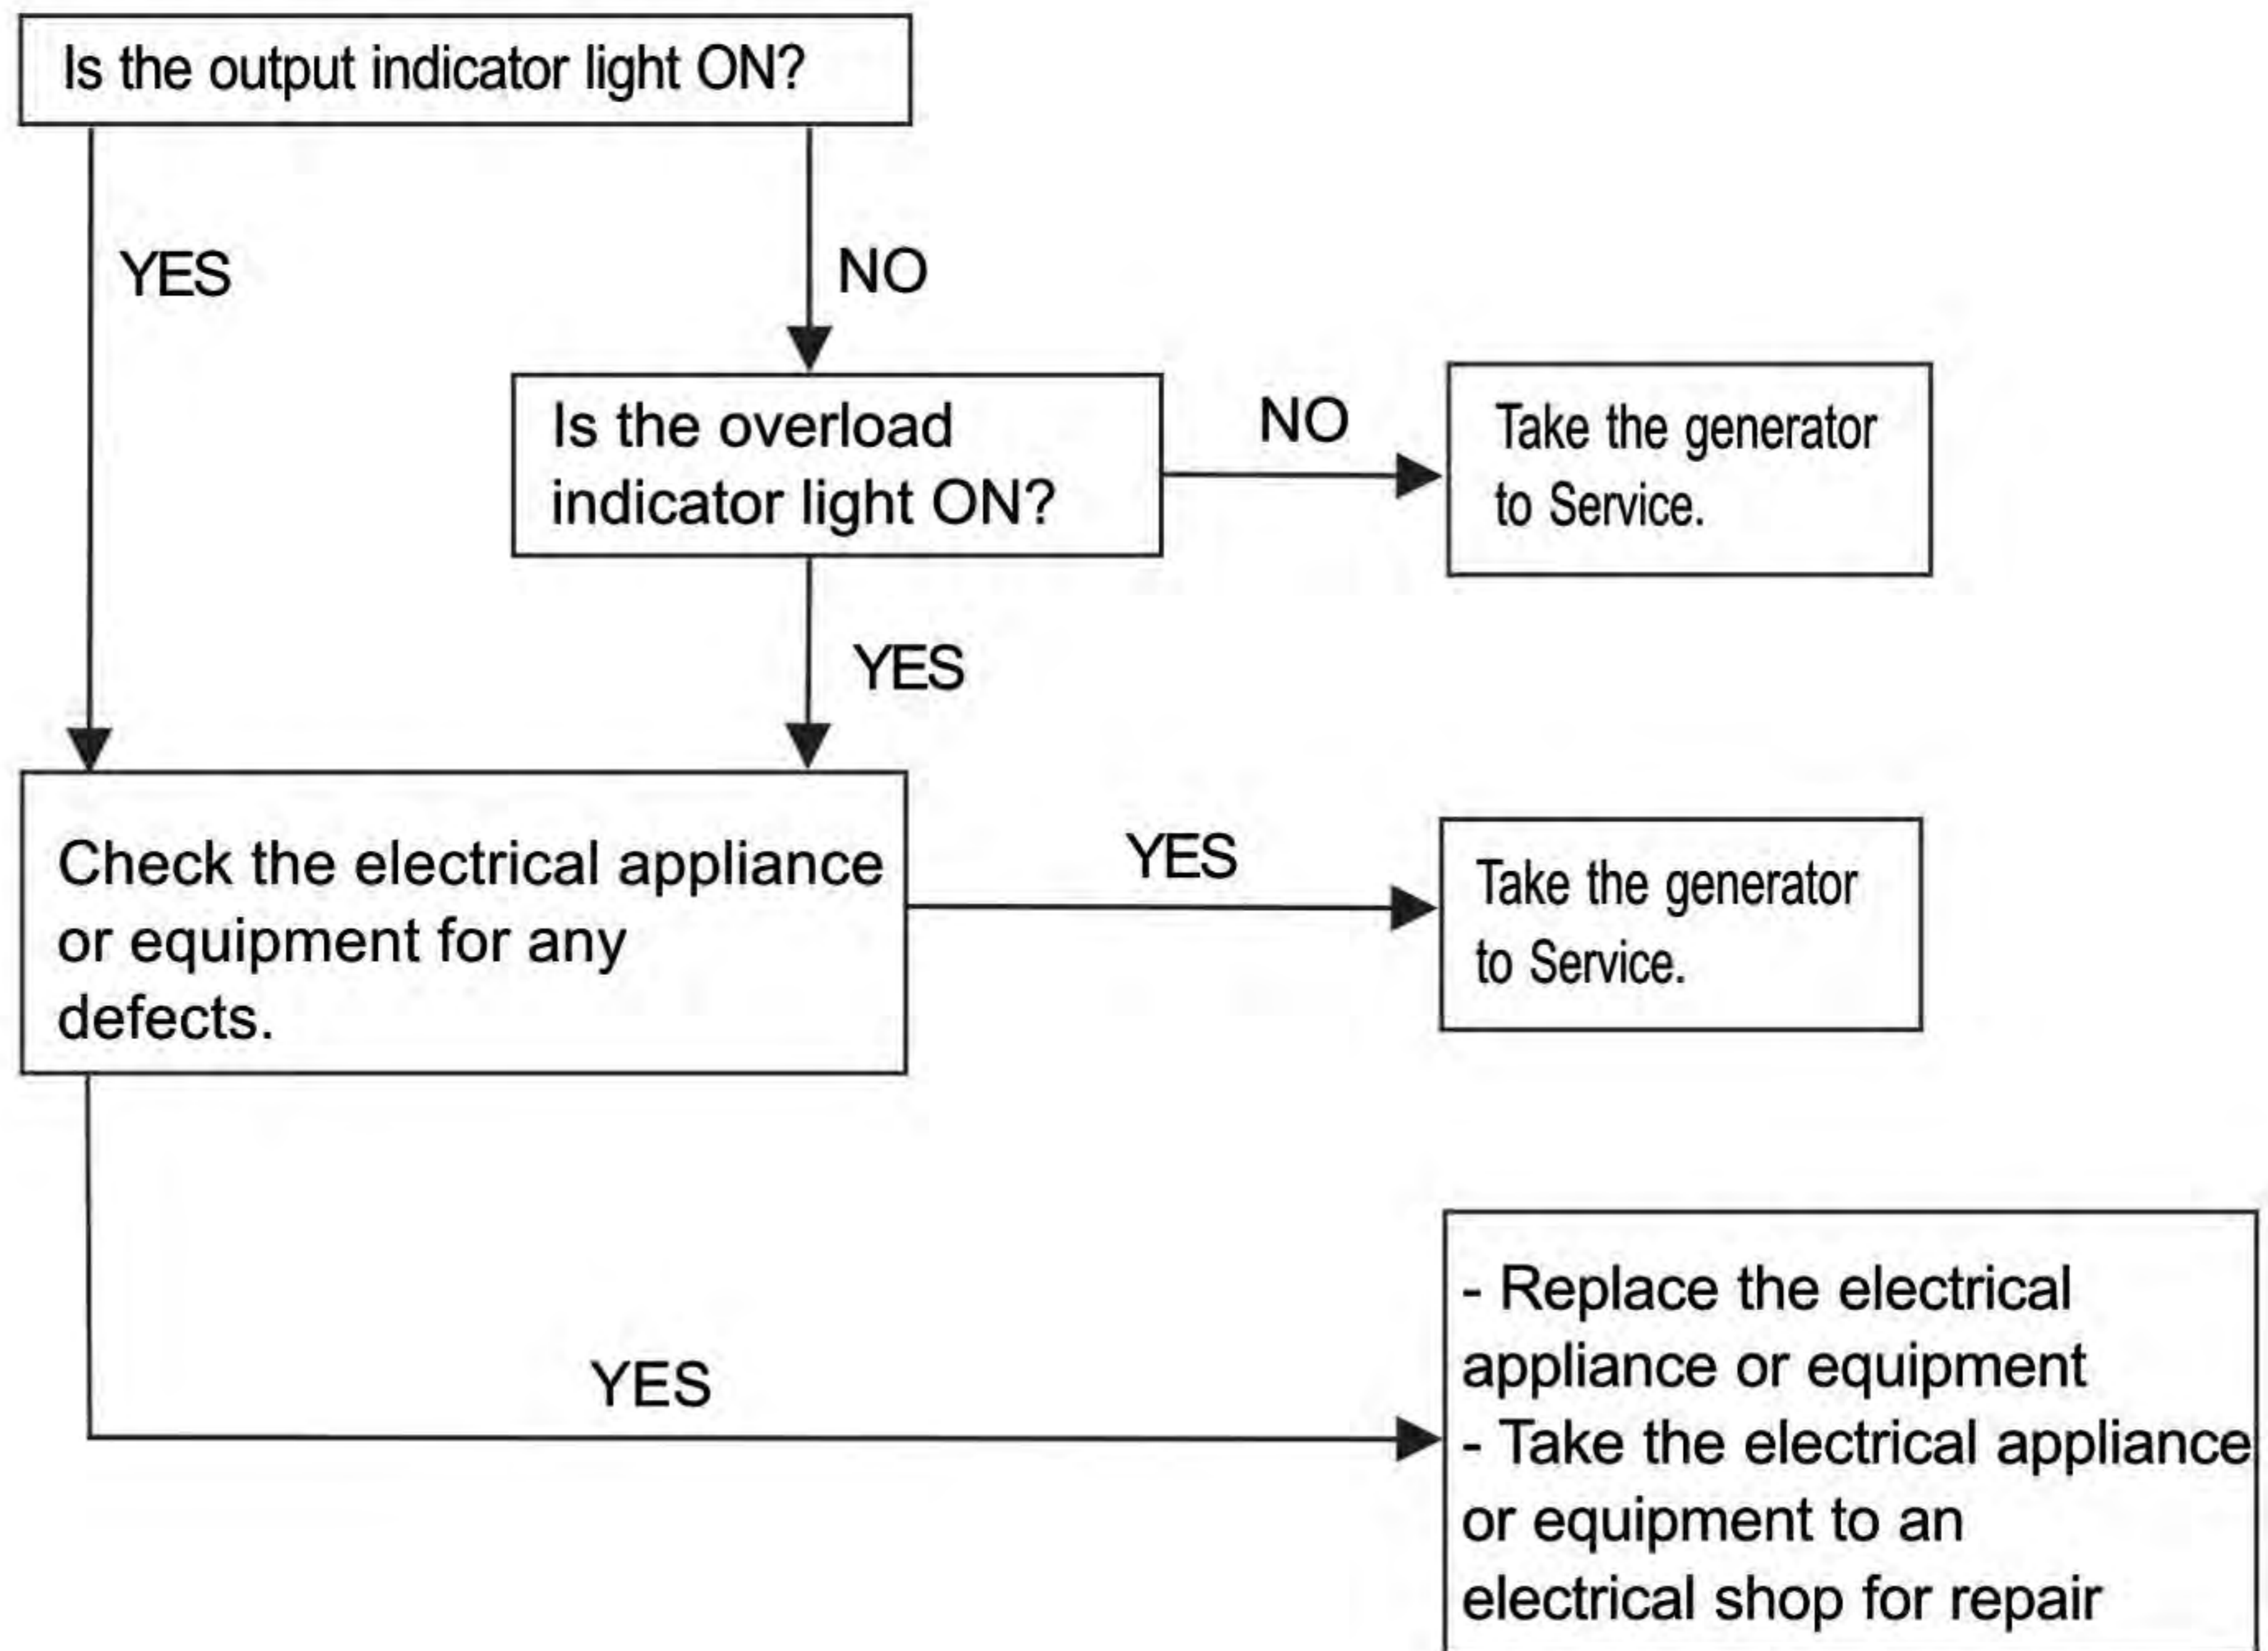 Is the output indicator light ON?
YES
NO
Is the overload
indicator light ON?
NO
Take the generator
to Service.
YES
Check the electrical appliance
or equipment for any
defects.
YES
Take the generator
to Service.
YES
- Replace the electrical
appliance or equipment
- Take the electrical appliance
or equipment to an
electrical shop for repair